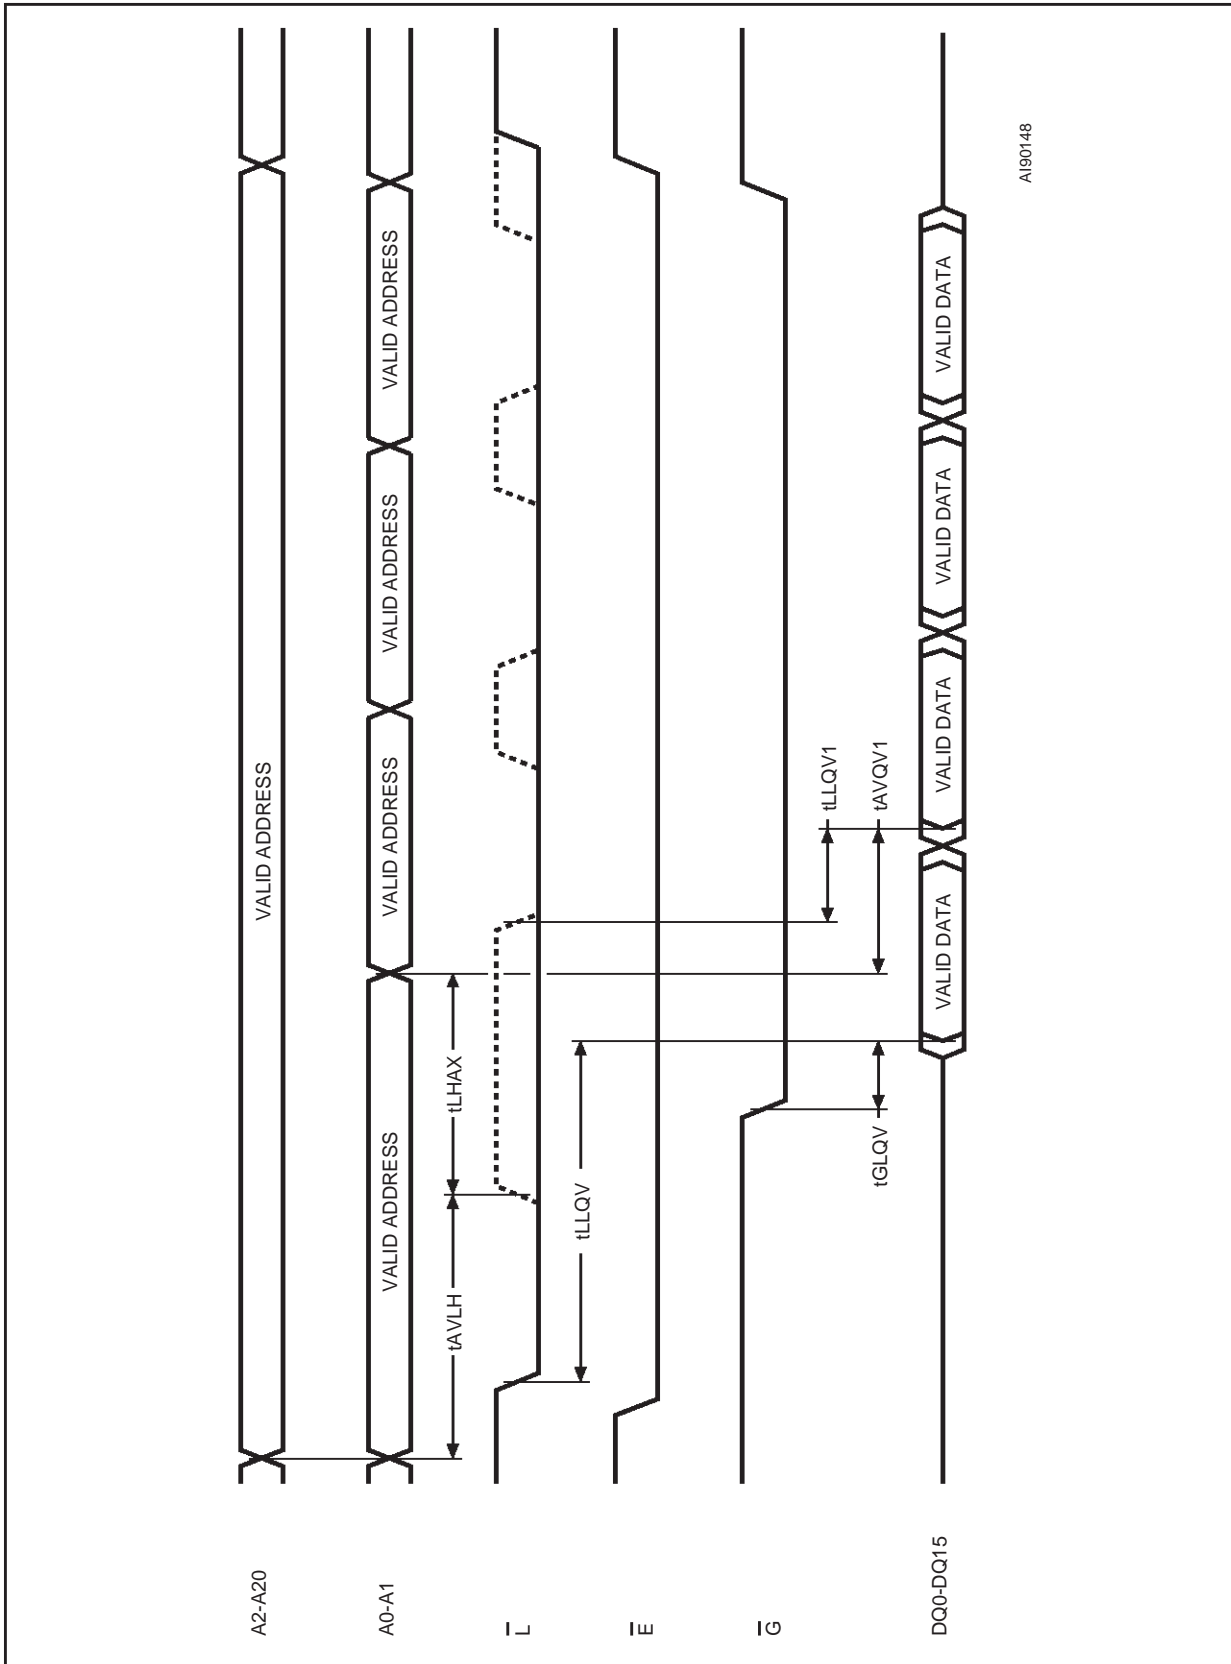 A2-A20
VALID ADDRESS
A0-A1
VALID ADDRESS
VALID ADDRESS
VALID ADDRESS
VALID ADDRESS
tAVLH
tLHAX
L
tLLQV
E
G
tLLQV1
tGLQV
tAVQV1
DQ0-DQ15
VALID DATA
VALID DATA
VALID DATA
VALID DATA
AI90148